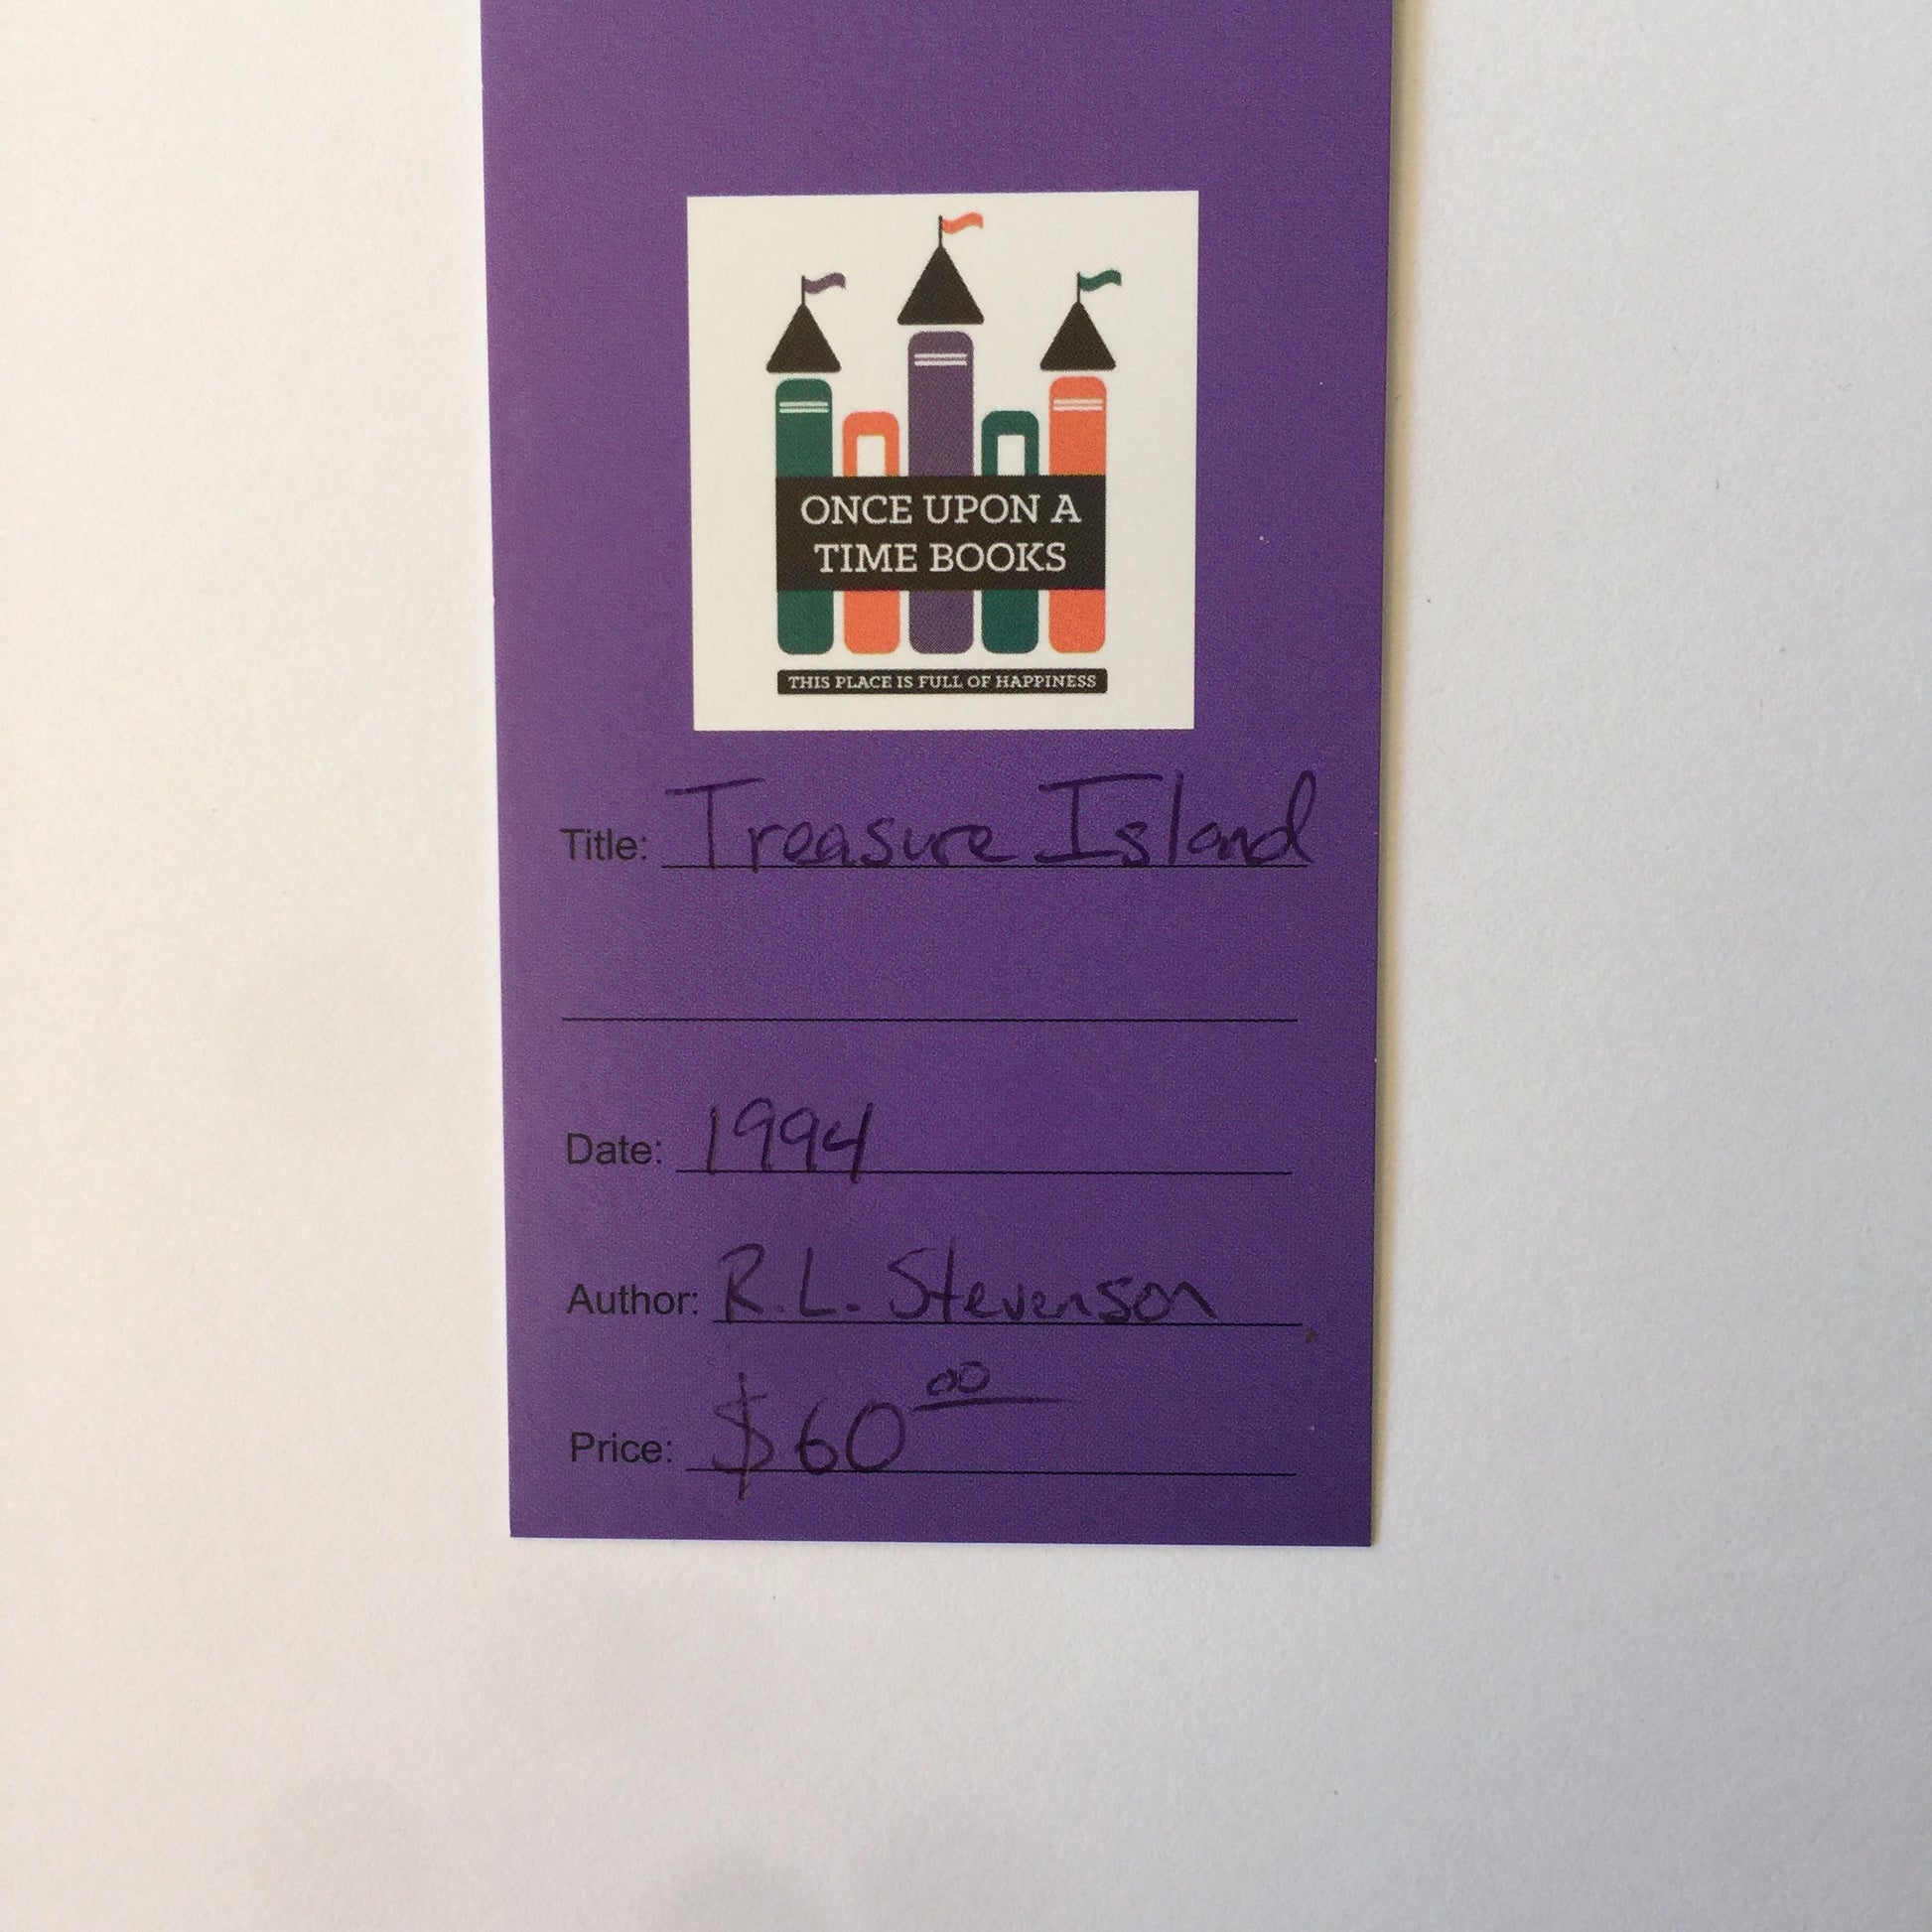 ONCE UPON A
TIME BOOKS
THIS PLACE IS FULL OF HAPPINESS
Title: Treasure Island
Date: 1994
Author: R.L. Stevenson
Price: $60 00